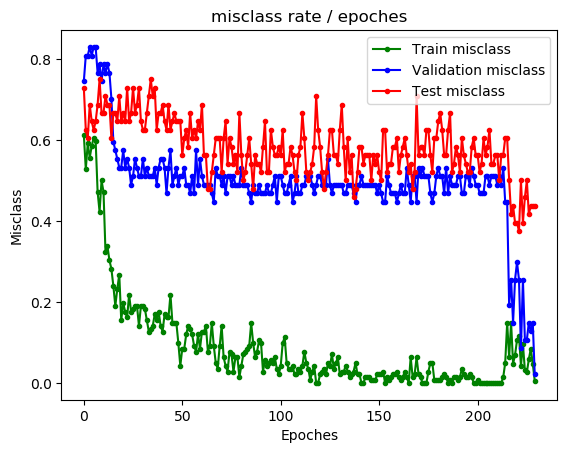 misclass rate / epoches
Train misclass
Validation misclass
Test misclass
0.8
0.6
0.4
0.2
0.0
Misclass
0 50 100 150 200
Epoches